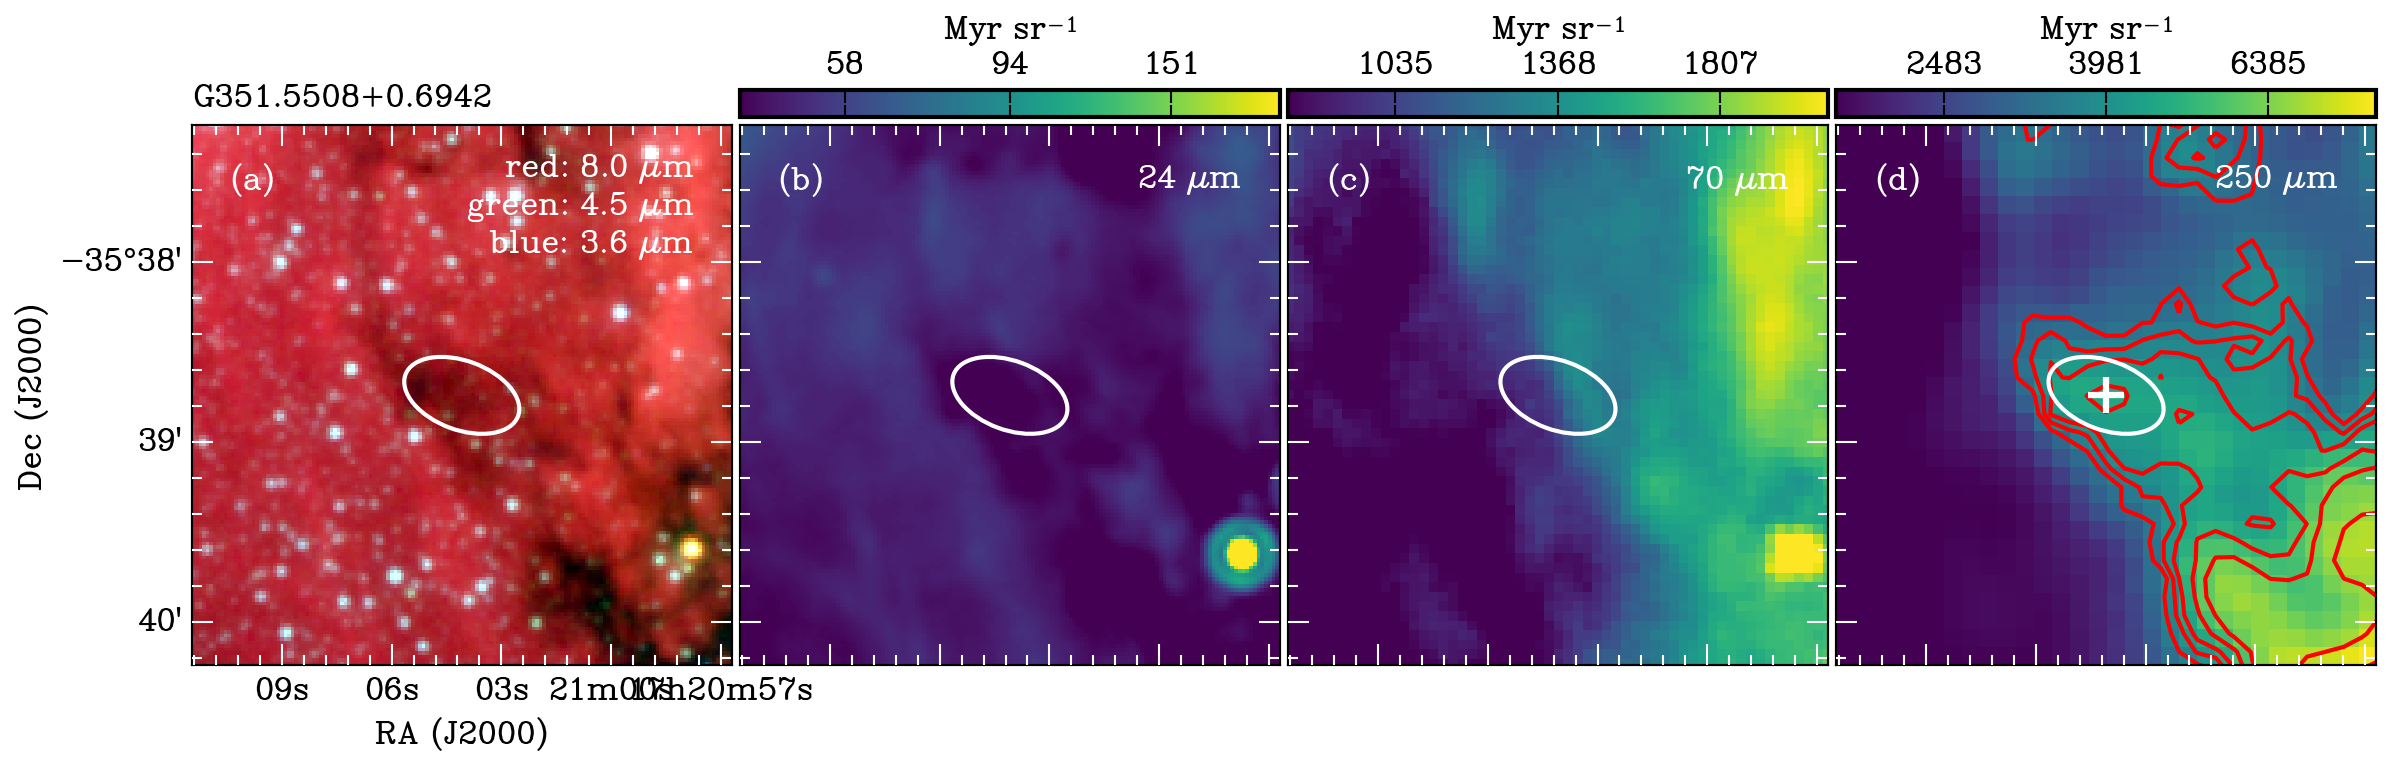 Myr sr⁻¹
58 94 151
Myr sr⁻¹
1035 1368 1807
Myr sr⁻¹
2483 3981 6385
G351.5508+0.6942
(a)
red: 8.0 μm
green: 4.5 μm
blue: 3.6 μm
(b)
24 μm
(c)
70 μm
(d)
250 μm
−35°38'
39'
40'
Dec (J2000)
09s 06s 03s 21m00s 17h20m57s
RA (J2000)